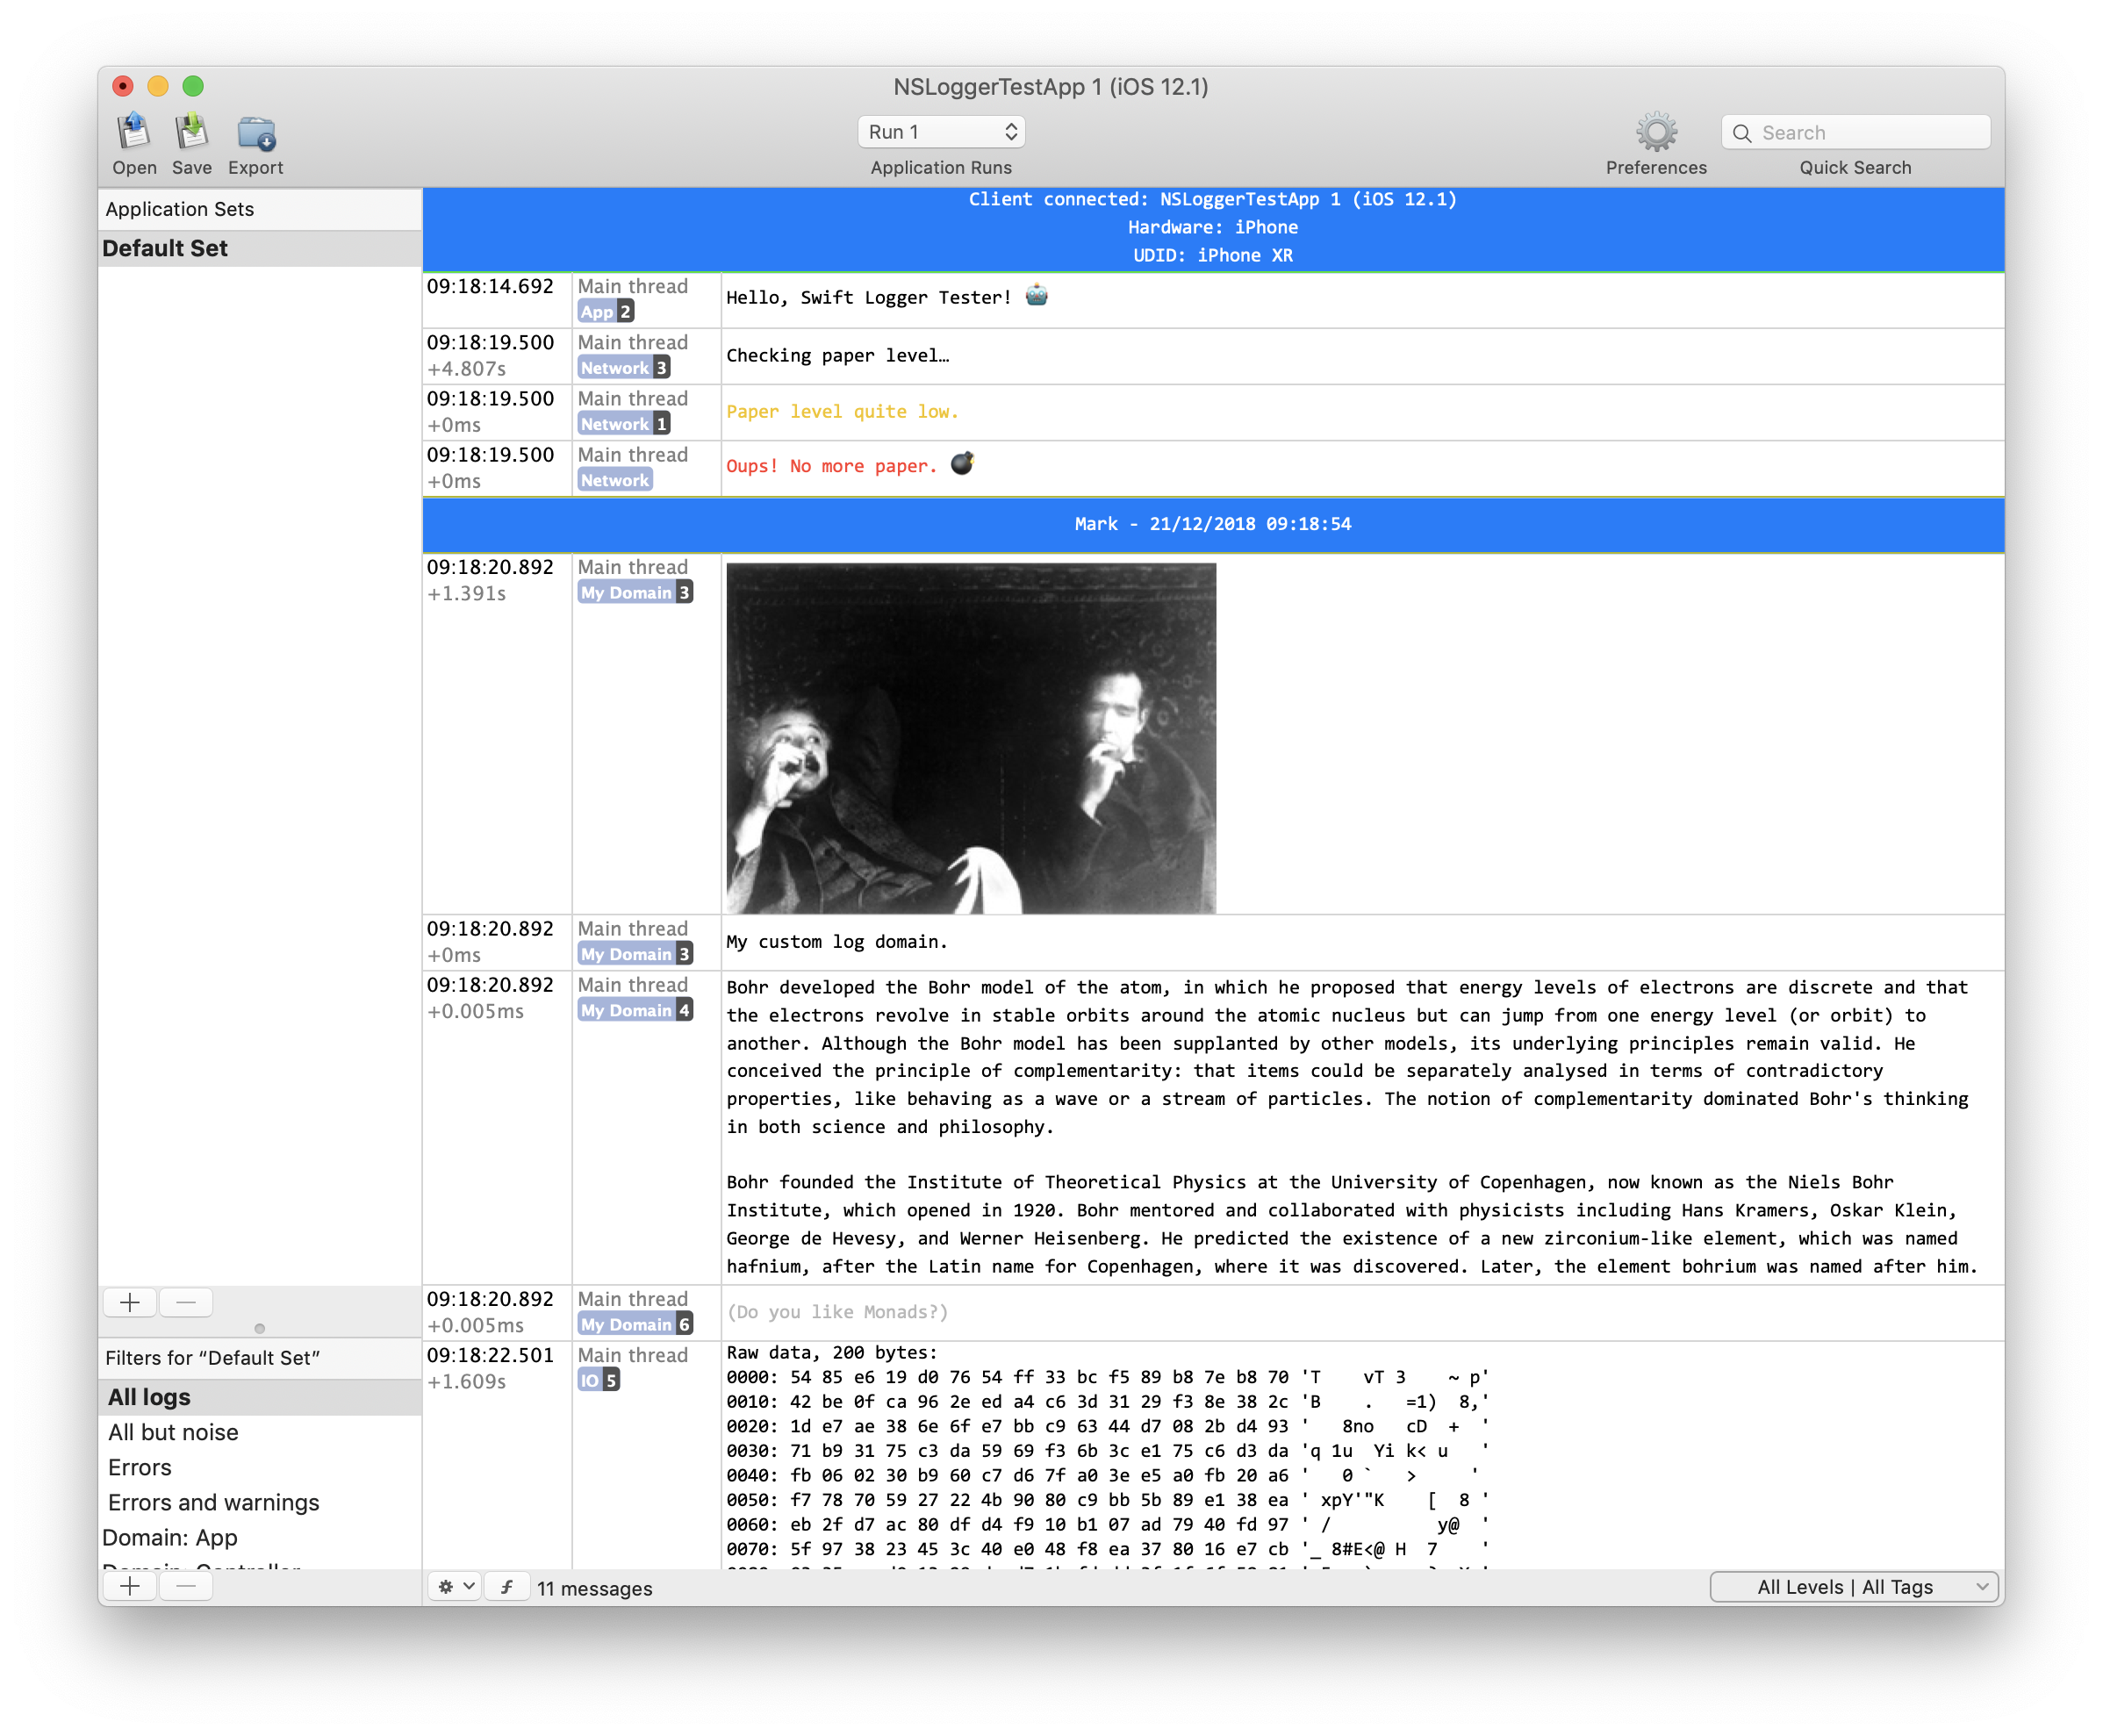 NSLoggerTestApp 1 (iOS 12.1)
Open
Save
Export
Run 1
Application Runs
Preferences
Search
Quick Search
Application Sets
Default Set
Client connected: NSLoggerTestApp 1 (iOS 12.1)
Hardware: iPhone
UDID: iPhone XR
09:18:14.692
Main thread
App 2
Hello, Swift Logger Tester! 🤖
09:18:19.500
+4.807s
Main thread
Network 3
Checking paper level…
09:18:19.500
+0ms
Main thread
Network 1
Paper level quite low.
09:18:19.500
+0ms
Main thread
Network
Oups! No more paper. 💣
Mark - 21/12/2018 09:18:54
09:18:20.892
+1.391s
Main thread
My Domain 3
09:18:20.892
+0ms
Main thread
My Domain 3
My custom log domain.
09:18:20.892
+0.005ms
Main thread
My Domain 4
Bohr developed the Bohr model of the atom, in which he proposed that energy levels of electrons are discrete and that
the electrons revolve in stable orbits around the atomic nucleus but can jump from one energy level (or orbit) to
another. Although the Bohr model has been supplanted by other models, its underlying principles remain valid. He
conceived the principle of complementarity: that items could be separately analysed in terms of contradictory
properties, like behaving as a wave or a stream of particles. The notion of complementarity dominated Bohr's thinking
in both science and philosophy.
Bohr founded the Institute of Theoretical Physics at the University of Copenhagen, now known as the Niels Bohr
Institute, which opened in 1920. Bohr mentored and collaborated with physicists including Hans Kramers, Oskar Klein,
George de Hevesy, and Werner Heisenberg. He predicted the existence of a new zirconium-like element, which was named
hafnium, after the Latin name for Copenhagen, where it was discovered. Later, the element bohrium was named after him.
09:18:20.892
+0.005ms
Main thread
My Domain 6
(Do you like Monads?)
09:18:22.501
+1.609s
Main thread
IO 5
Raw data, 200 bytes:
0000: 54 85 e6 19 d0 76 54 ff 33 bc f5 89 b8 7e b8 70 'T    vT 3    ~ p'
0010: 42 be 0f ca 96 2e ed a4 c6 3d 31 29 f3 8e 38 2c 'B    .   =1)  8,'
0020: 1d e7 ae 38 6e 6f e7 bb c9 63 44 d7 08 2b d4 93 '   8no   cD  +  '
0030: 71 b9 31 75 c3 da 59 69 f3 6b 3c e1 75 c6 d3 da 'q 1u  Yi k< u   '
0040: fb 06 02 30 b9 60 c7 d6 7f a0 3e e5 a0 fb 20 a6 '   0 `    >     '
0050: f7 78 70 59 27 22 4b 90 80 c9 bb 5b 89 e1 38 ea ' xpY'"K    [  8 '
0060: eb 2f d7 ac 80 df d4 f9 10 b1 07 ad 79 40 fd 97 ' /          y@  '
0070: 5f 97 38 23 45 3c 40 e0 48 f8 ea 37 80 16 e7 cb '_ 8#E<@ H  7    '
Filters for “Default Set”
All logs
All but noise
Errors
Errors and warnings
Domain: App
Domain: Controller
11 messages
All Levels | All Tags